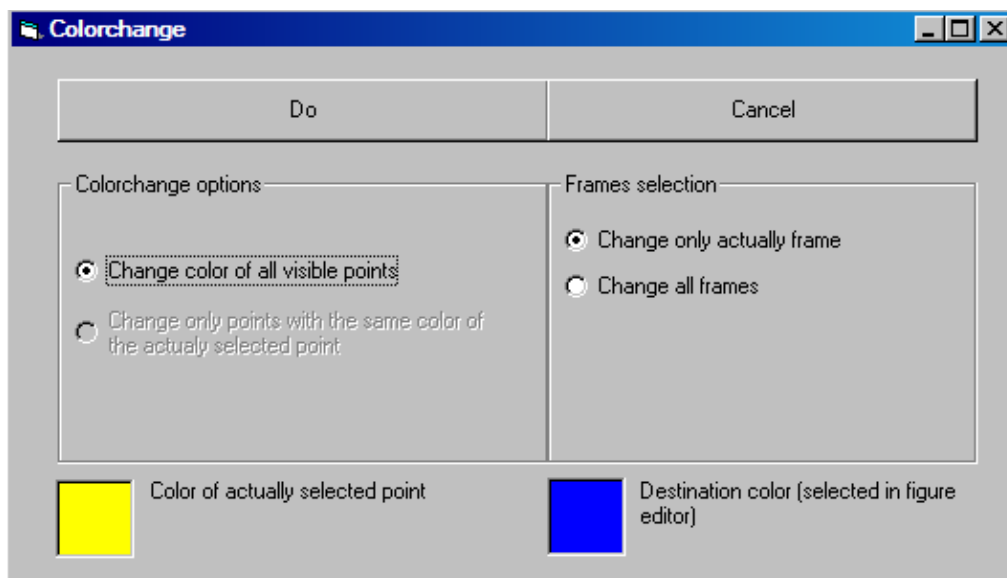 Colorchange
Do
Cancel
Colorchange options
Change color of all visible points
Change only points with the same color of
the actualy selected point
Frames selection
Change only actually frame
Change all frames
Color of actually selected point
Destination color (selected in figure
editor)